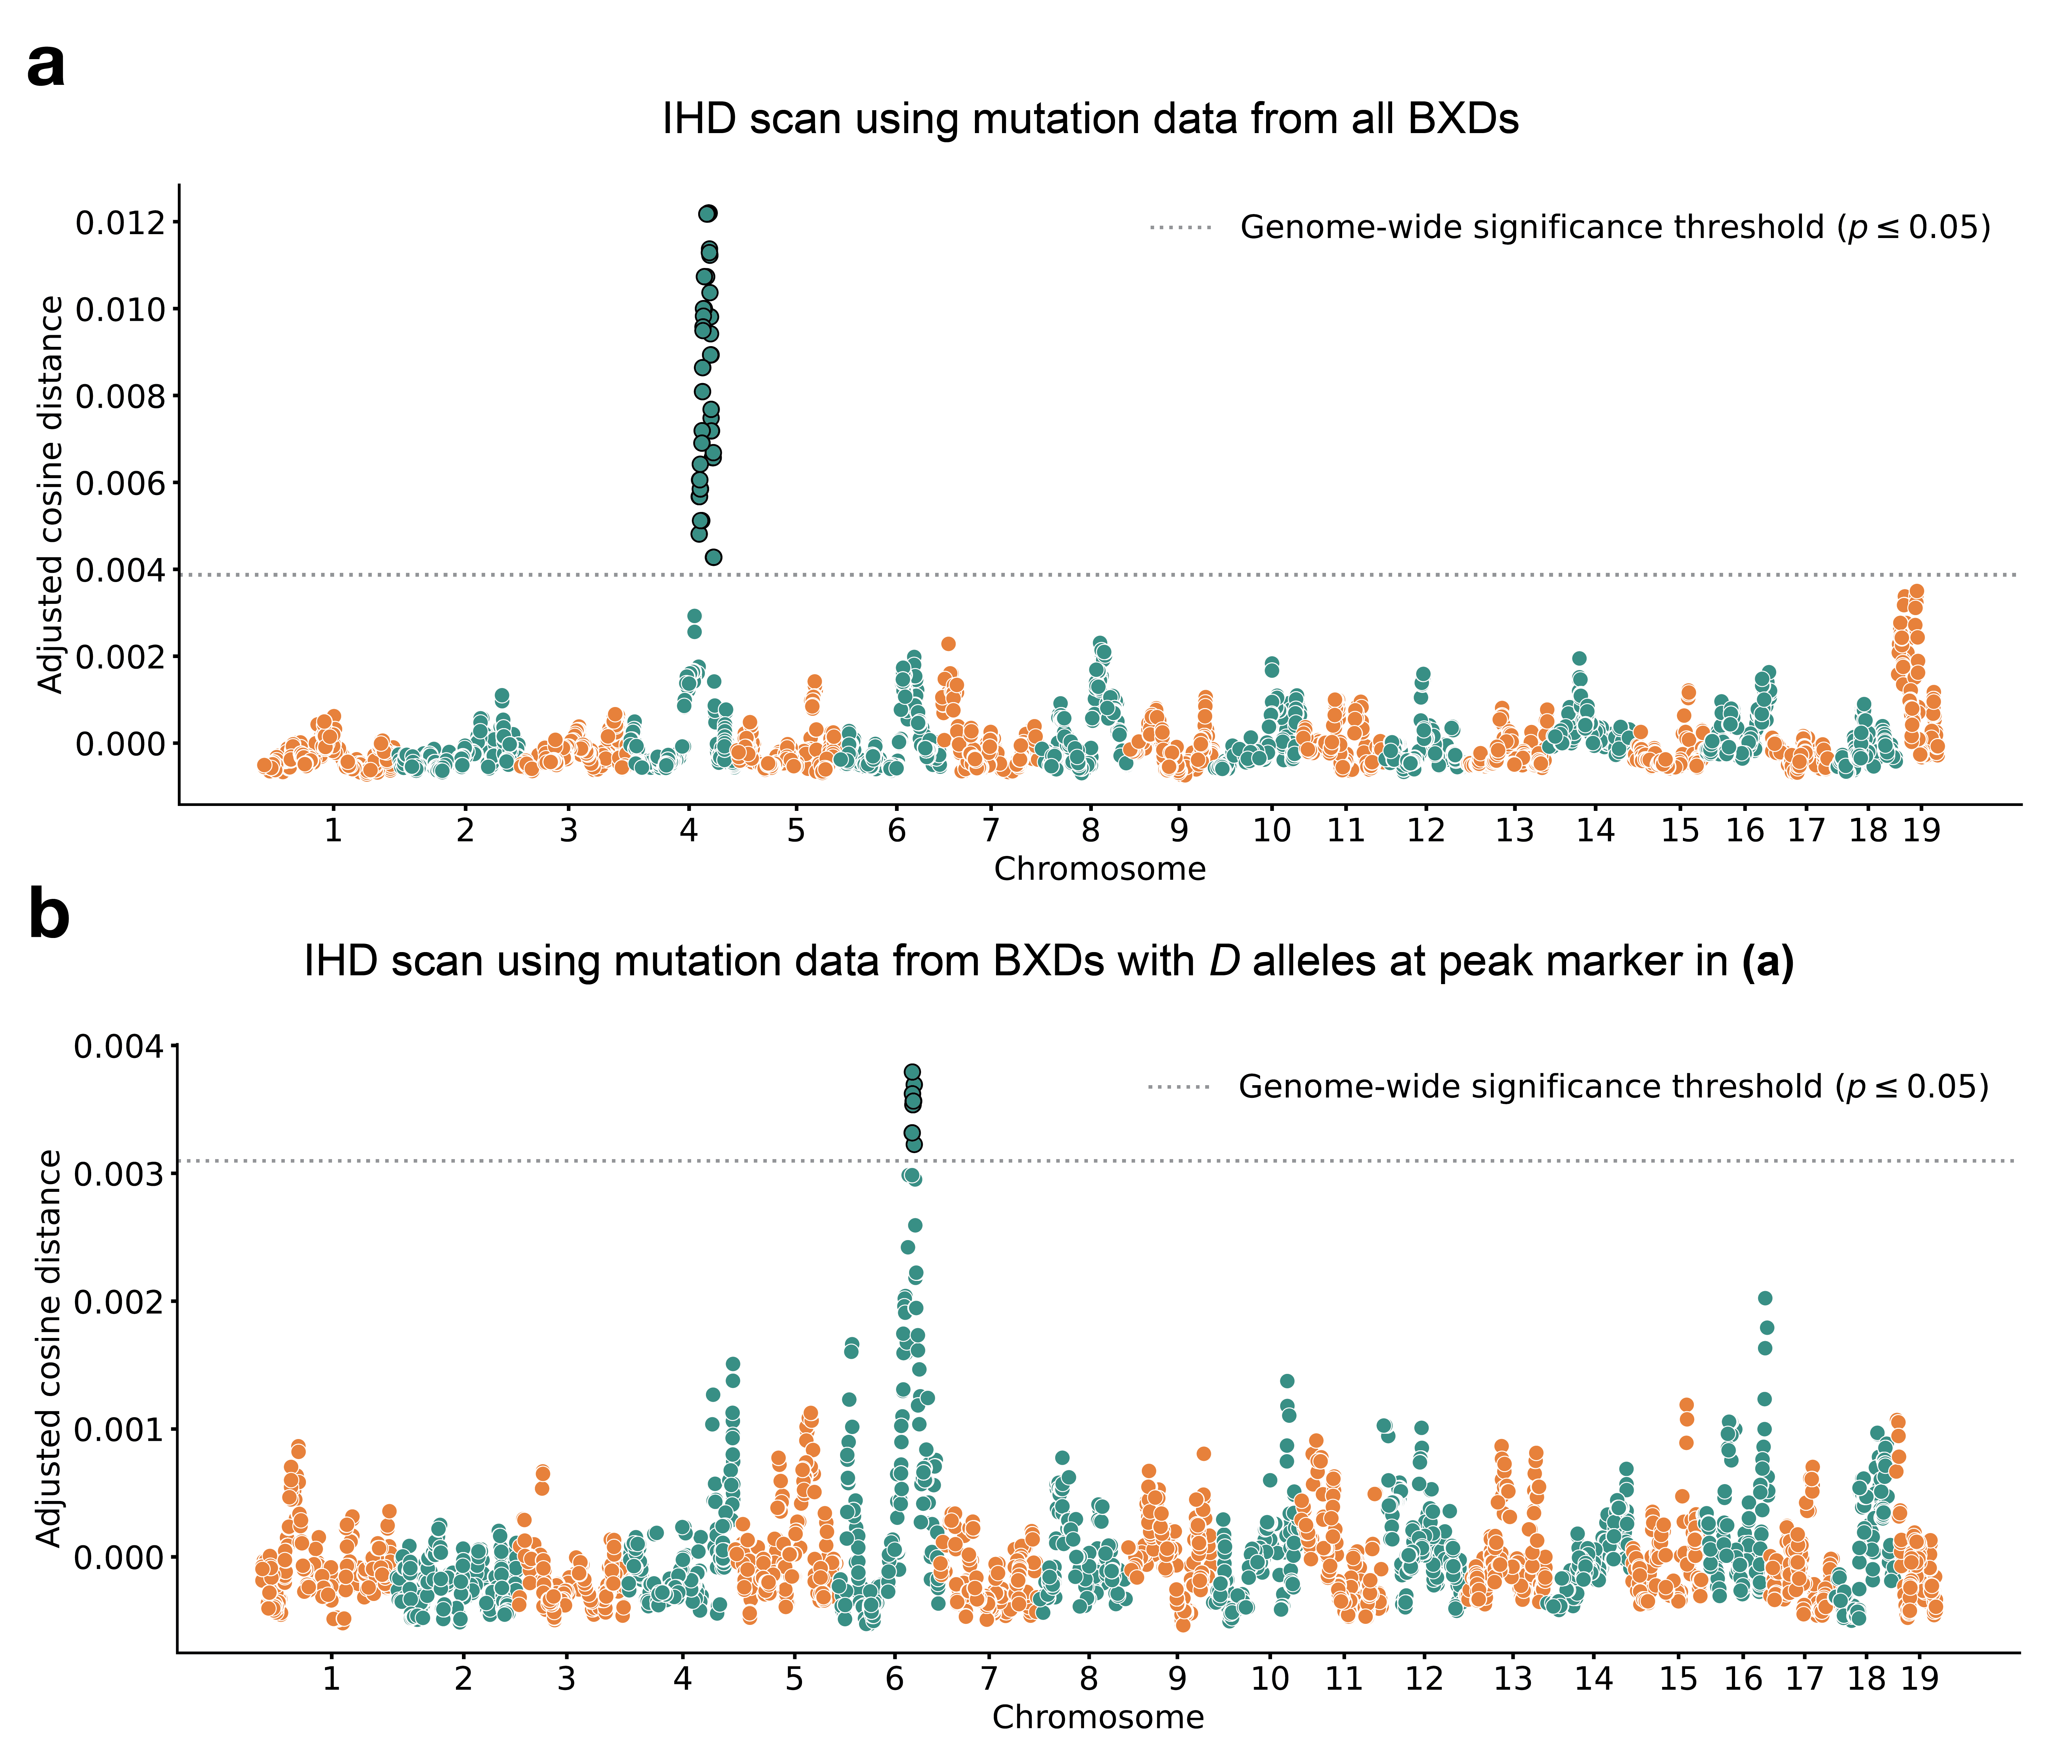 a
IHD scan using mutation data from all BXDs
Genome-wide significance threshold (p ≤ 0.05)
0.012
0.010
0.008
0.006
0.004
0.002
0.000
Adjusted cosine distance
1 2 3 4 5 6 7 8 9 10 11 12 13 14 15 16 17 18 19
Chromosome
b
IHD scan using mutation data from BXDs with D alleles at peak marker in (a)
Genome-wide significance threshold (p ≤ 0.05)
0.004
0.003
0.002
0.001
0.000
Adjusted cosine distance
1 2 3 4 5 6 7 8 9 10 11 12 13 14 15 16 17 18 19
Chromosome